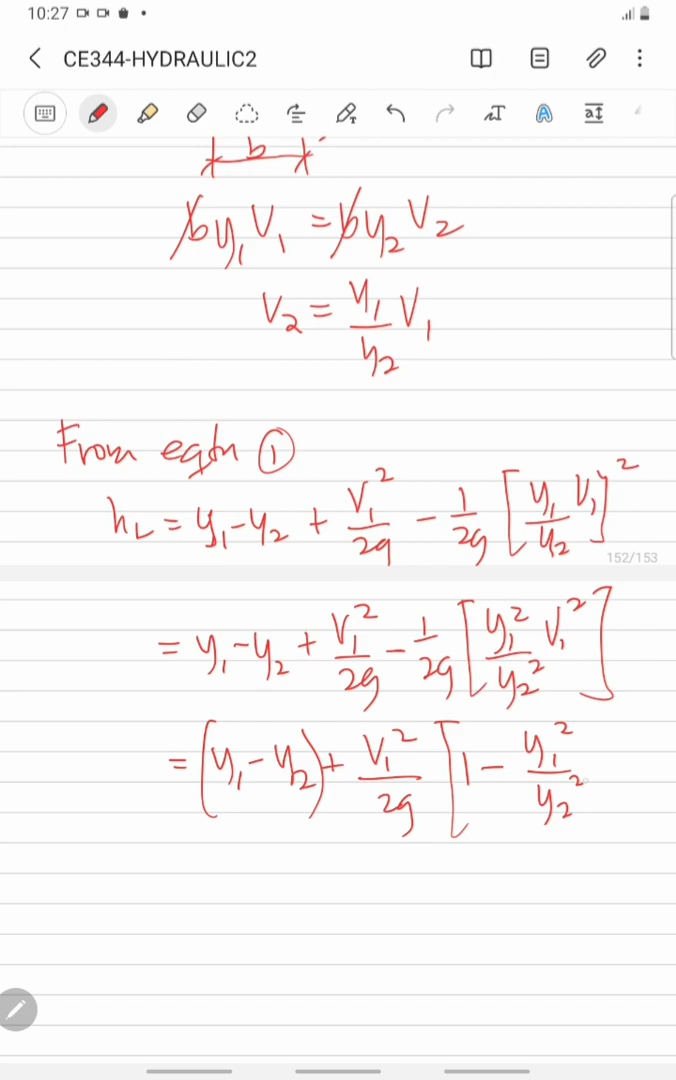 10:27
CE344-HYDRAULIC2
b
by₁V₁ = by₂V₂
V₂ = y₁/y₂ V₁
From eqtn ①
h_L = y₁-y₂ + V₁²/2g - 1/2g [y₁/y₂ V₁]²
152/153
= y₁-y₂ + V₁²/2g - 1/2g [y₁²/y₂² V₁²]
= (y₁-y₂) + V₁²/2g [1 - y₁²/y₂²